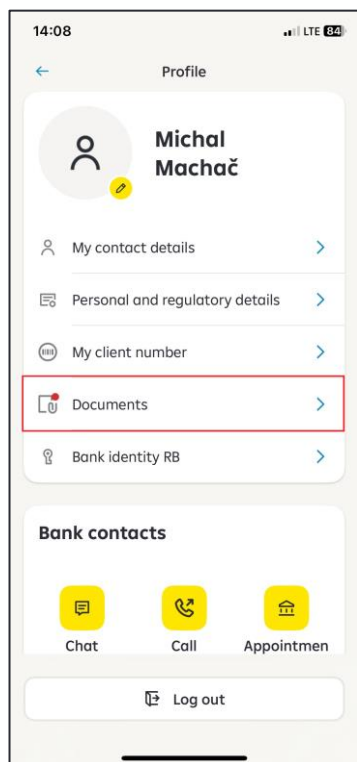 14:08
LTE 84
Profile
Michal
Machač
My contact details
Personal and regulatory details
My client number
Documents
Bank identity RB
Bank contacts
Chat
Call
Appointmen
Log out